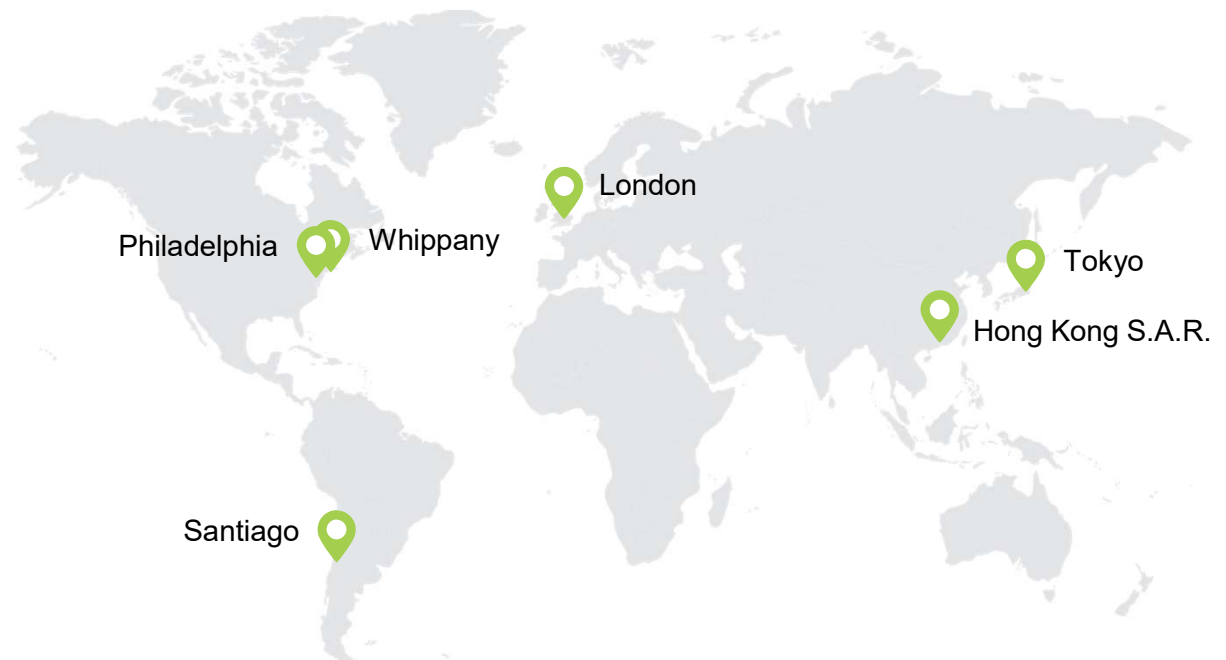 London
Philadelphia
Whippany
Tokyo
Hong Kong S.A.R.
Santiago